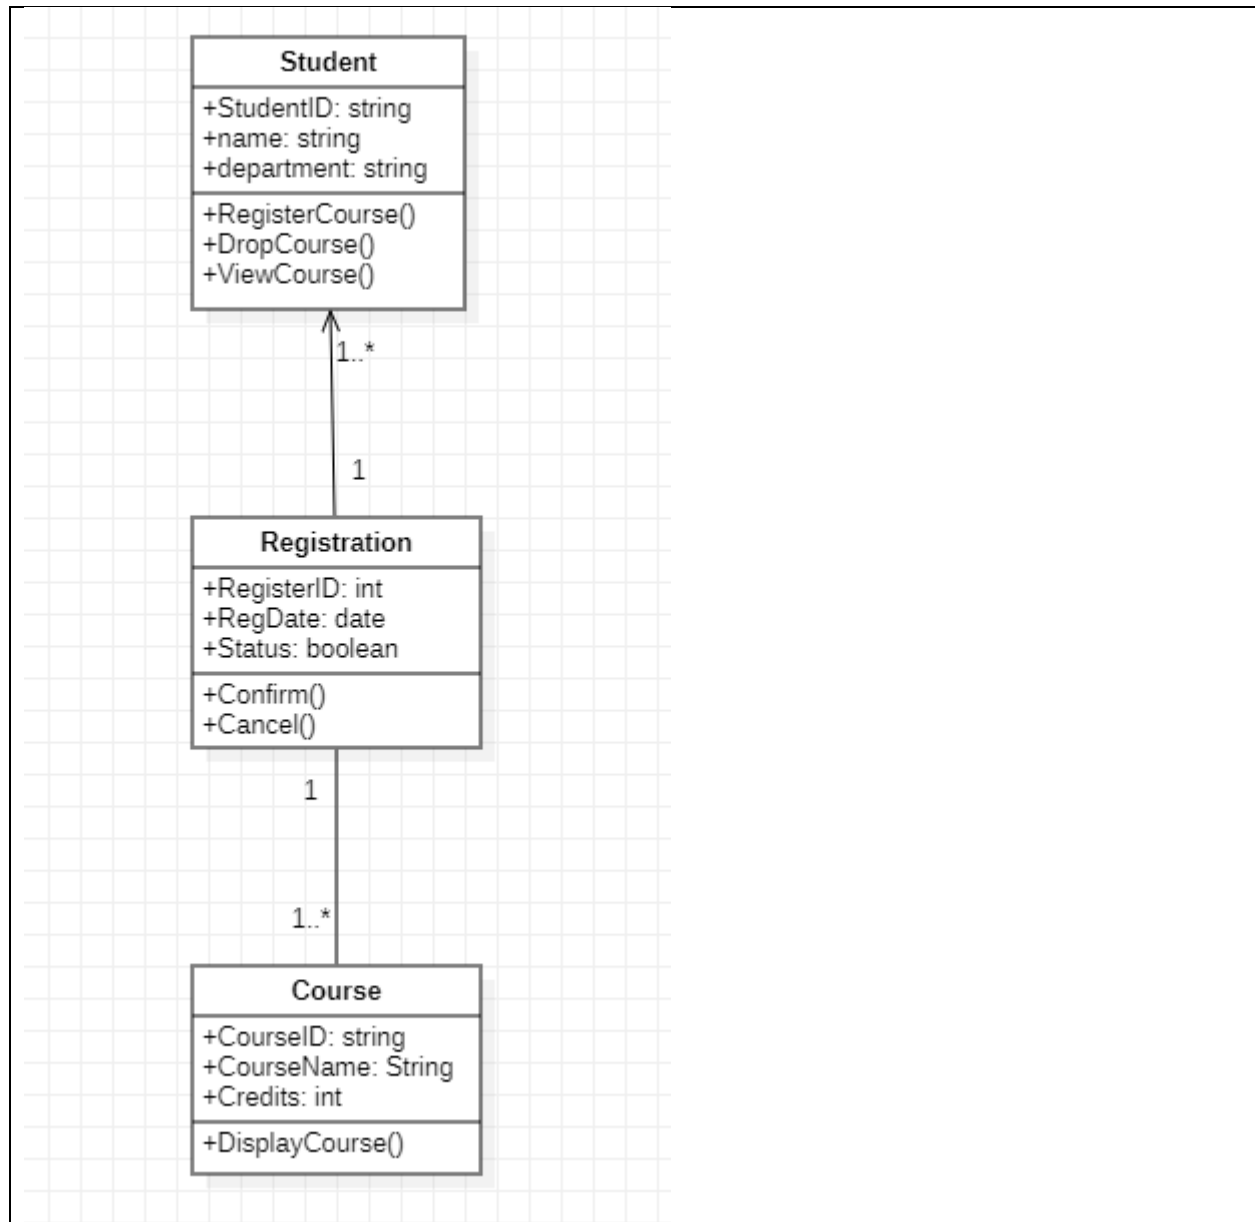 Student
+StudentID: string
+name: string
+department: string
+RegisterCourse()
+DropCourse()
+ViewCourse()
1..*
1
Registration
+RegisterID: int
+RegDate: date
+Status: boolean
+Confirm()
+Cancel()
1
1..*
Course
+CourseID: string
+CourseName: String
+Credits: int
+DisplayCourse()